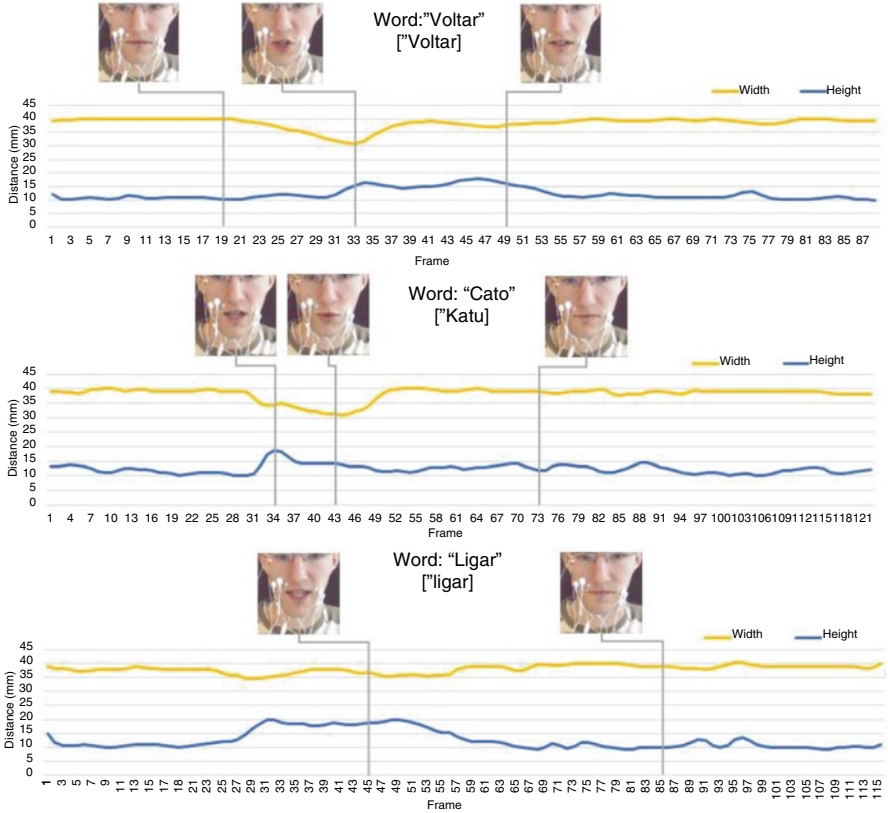 Word:”Voltar”
[”Voltar]
Width Height
45
40
35
30
25
20
15
10
5
0
Distance (mm)
1 3 5 7 9 11 13 15 17 19 21 23 25 27 29 31 33 35 37 39 41 43 45 47 49 51 53 55 57 59 61 63 65 67 69 71 73 75 77 79 81 83 85 87
Frame
Word: “Cato”
[”Katu]
Width Height
45
40
35
30
25
20
15
10
5
0
Distance (mm)
1 4 7 10 13 16 19 22 25 28 31 34 37 40 43 46 49 52 55 58 61 64 67 70 73 76 79 82 85 88 91 94 97 100 103106109112115118121
Frame
Word: “Ligar”
[”ligar]
Width Height
45
40
35
30
25
20
15
10
5
0
Distance (mm)
1 3 5 7 9 11 13 15 17 19 21 23 25 27 29 31 33 35 37 39 41 43 45 47 49 51 53 55 57 59 61 63 65 67 69 71 73 75 77 79 81 83 85 87 89 91 93 95 97 99 101 103 105 107 109 111 113 115
Frame